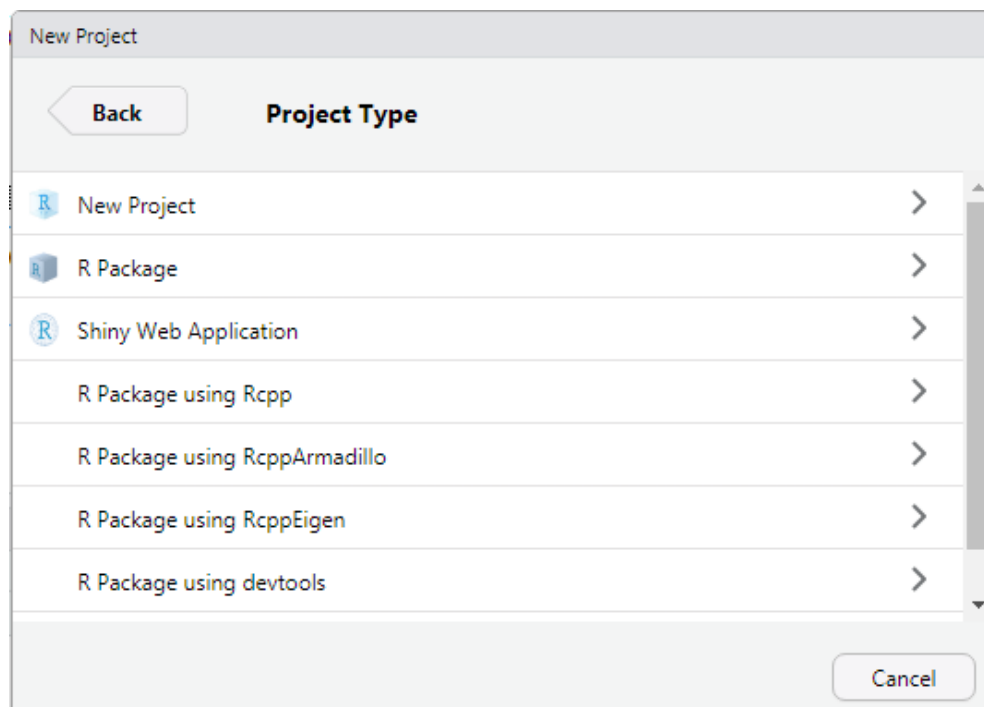 New Project
Back
Project Type
R New Project
R R Package
R Shiny Web Application
R Package using Rcpp
R Package using RcppArmadillo
R Package using RcppEigen
R Package using devtools
Cancel